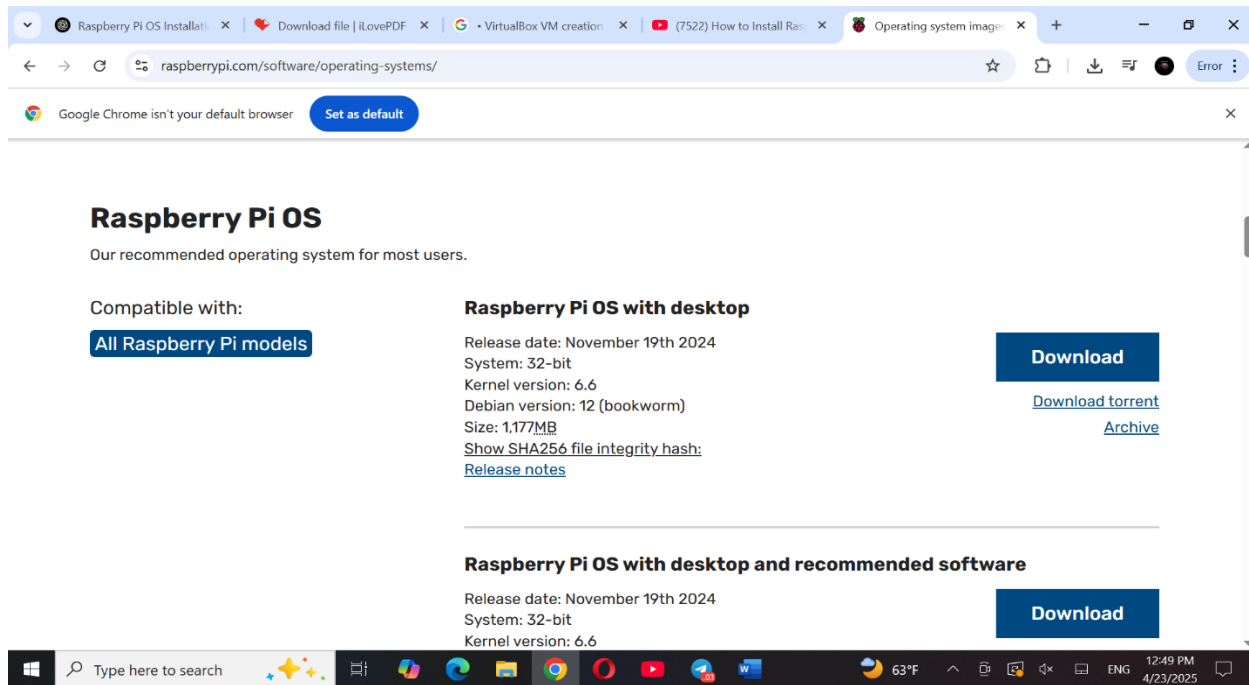 Raspberry Pi OS Installati
Download file | iLovePDF
• VirtualBox VM creation
(7522) How to Install Ras
Operating system images
raspberrypi.com/software/operating-systems/
Error
Google Chrome isn't your default browser
Set as default
Raspberry Pi OS
Our recommended operating system for most users.
Compatible with:
All Raspberry Pi models
Raspberry Pi OS with desktop
Release date: November 19th 2024
System: 32-bit
Kernel version: 6.6
Debian version: 12 (bookworm)
Size: 1,177MB
Show SHA256 file integrity hash:
Release notes
Download
Download torrent
Archive
Raspberry Pi OS with desktop and recommended software
Release date: November 19th 2024
System: 32-bit
Kernel version: 6.6
Download
Type here to search
.03
W
63°F
ENG
12:49 PM
4/23/2025